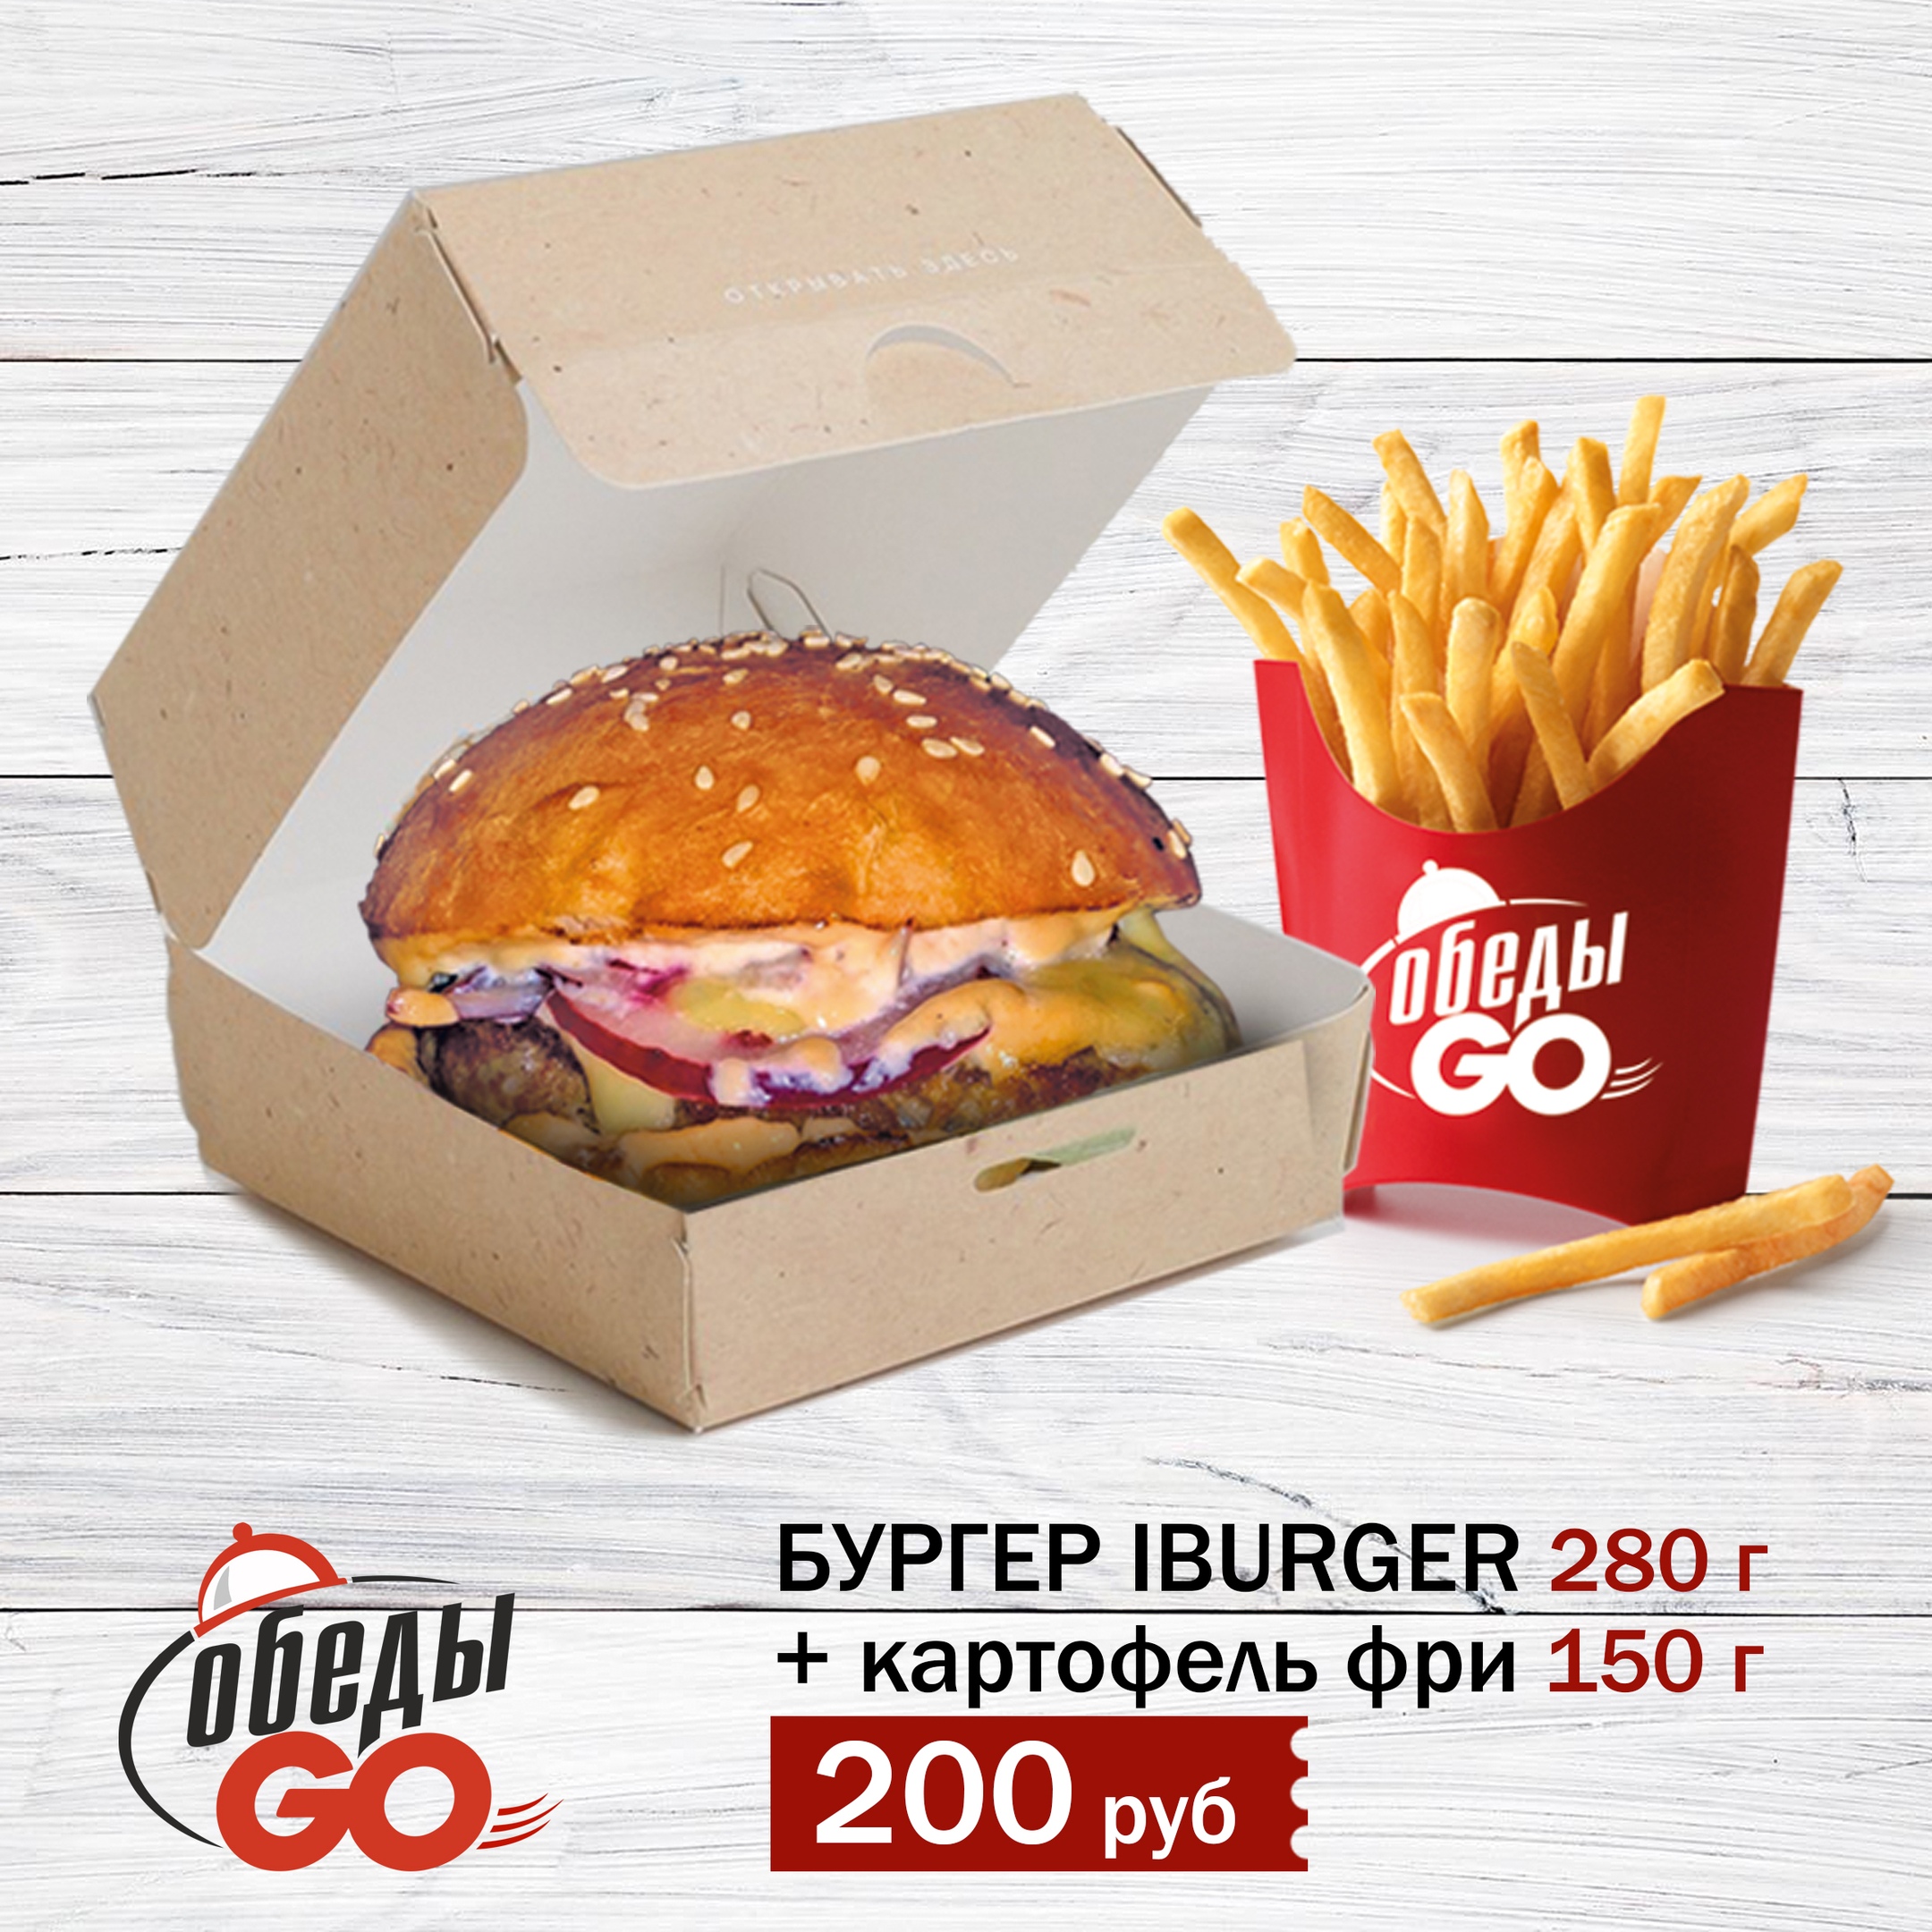 ОТКРЫВАТЬ ЗДЕСЬ
обеды
GO
БУРГЕР IBURGER 280 г
+ картофель фри 150 г
200 руб
обеды
GO